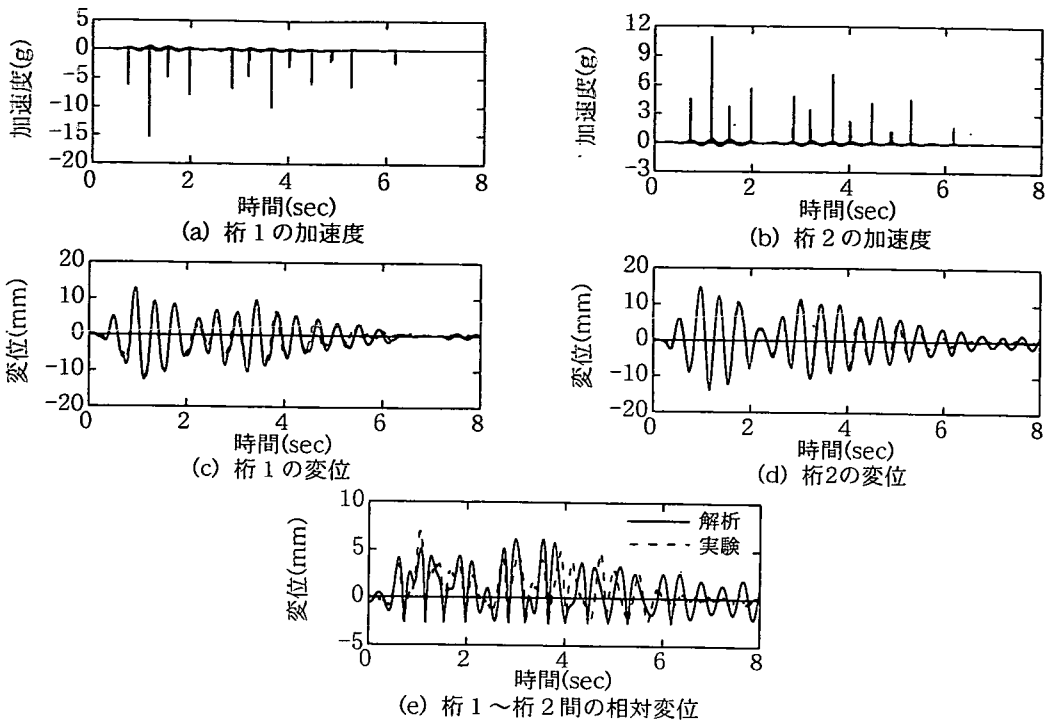 5
0
-5
-10
-15
-20
加速度(g)
0 2 4 6 8
時間(sec)
(a) 桁1の加速度
12
9
6
3
0
-3
加速度(g)
0 2 4 6 8
時間(sec)
(b) 桁2の加速度
20
10
0
-10
-20
変位(mm)
0 2 4 6 8
時間(sec)
(c) 桁1の変位
20
10
0
-10
-20
変位(mm)
0 2 4 6 8
時間(sec)
(d) 桁2の変位
10
5
0
-5
変位(mm)
解析
実験
0 2 4 6 8
時間(sec)
(e) 桁1～桁2間の相対変位